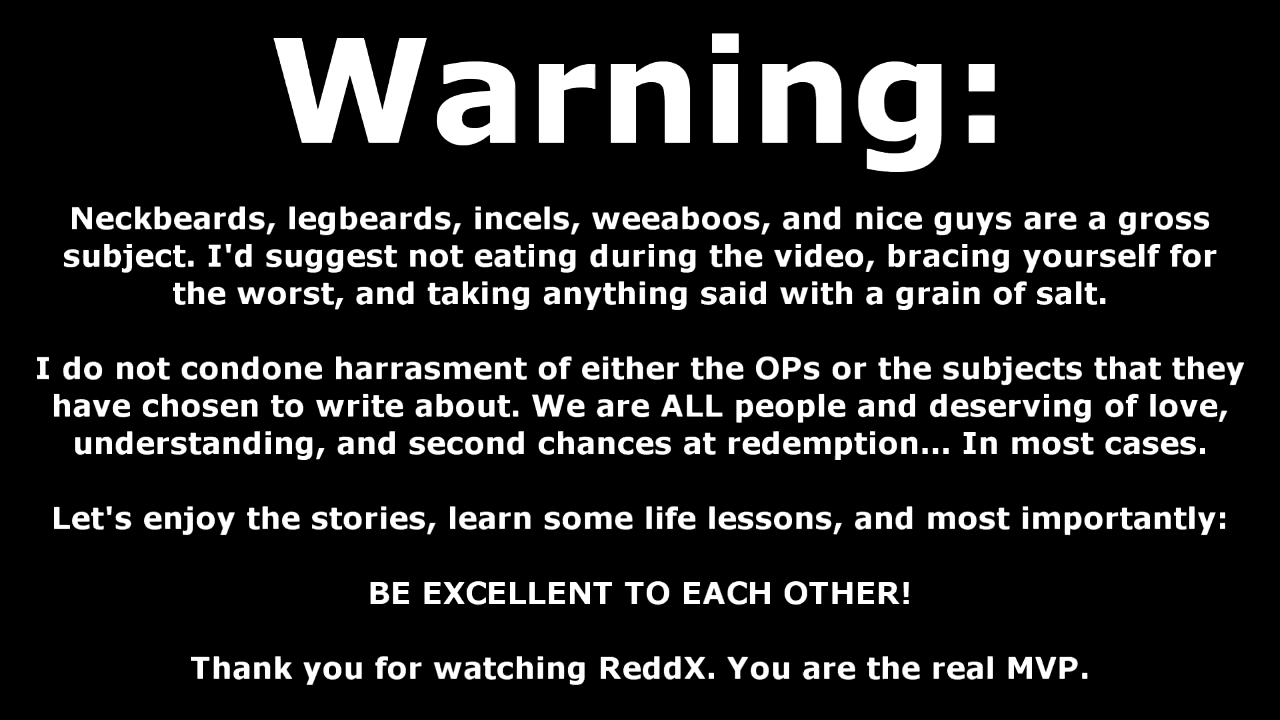 Warning:
Neckbeards, legbeards, incels, weeaboos, and nice guys are a gross
subject. I'd suggest not eating during the video, bracing yourself for
the worst, and taking anything said with a grain of salt.
I do not condone harrasment of either the OPs or the subjects that they
have chosen to write about. We are ALL people and deserving of love,
understanding, and second chances at redemption... In most cases.
Let's enjoy the stories, learn some life lessons, and most importantly:
BE EXCELLENT TO EACH OTHER!
Thank you for watching ReddX. You are the real MVP.